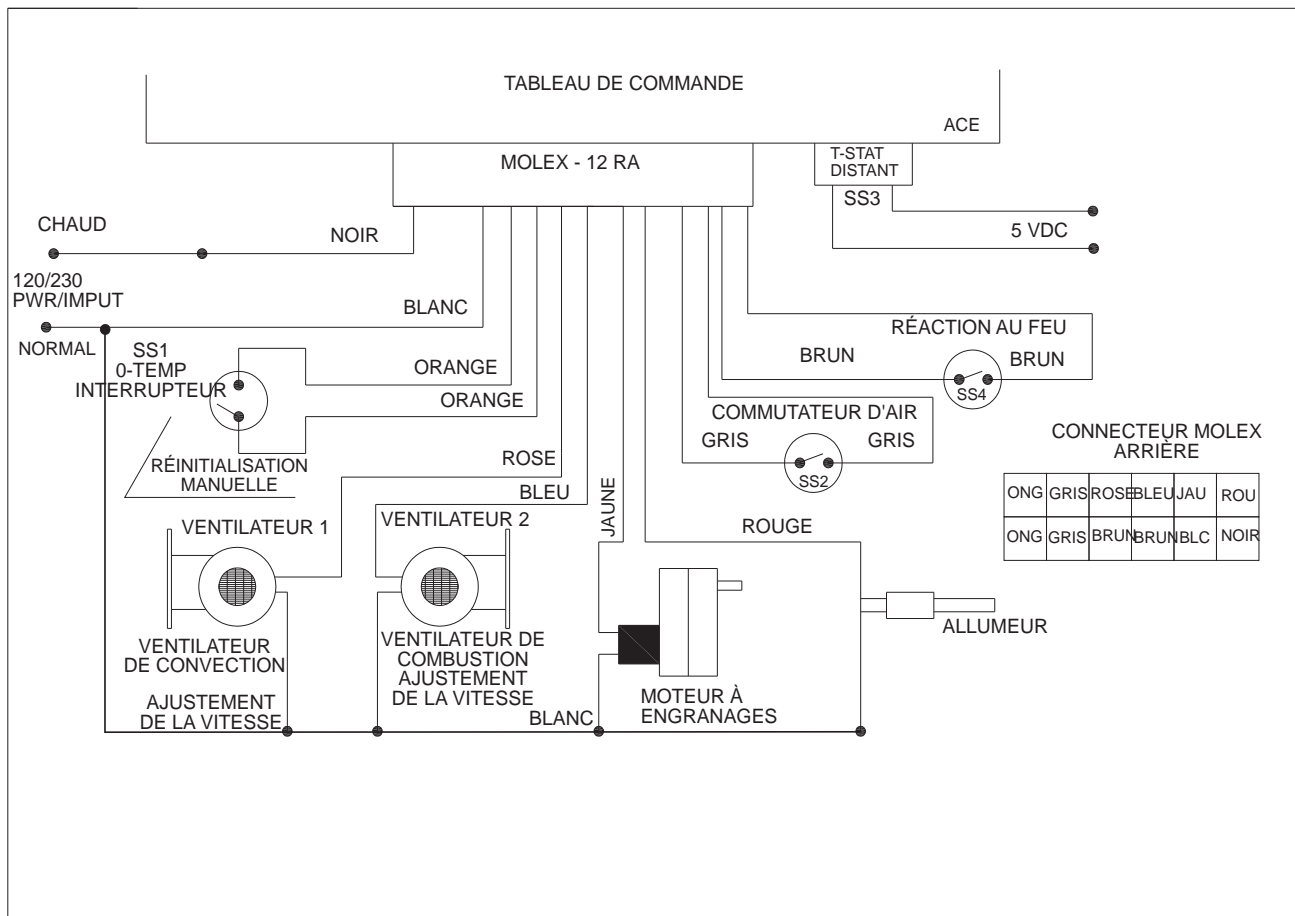 TABLEAU DE COMMANDE
ACE
MOLEX - 12 RA
T-STAT
DISTANT
SS3
CHAUD
NOIR
5 VDC
120/230
PWR/IMPUT
BLANC
NORMAL
SS1
0-TEMP
INTERRUPTEUR
ORANGE
ORANGE
RÉACTION AU FEU
BRUN
BRUN
SS4
COMMUTATEUR D'AIR
GRIS
GRIS
SS2
RÉINITIALISATION
MANUELLE
ROSE
BLEU
JAUNE
ROUGE
CONNECTEUR MOLEX
ARRIÈRE
ONG GRIS ROSE BLEU JAU ROU
ONG GRIS BRUN BRUN BLC NOIR
VENTILATEUR 1
VENTILATEUR 2
VENTILATEUR
DE CONVECTION
AJUSTEMENT
DE LA VITESSE
VENTILATEUR DE
COMBUSTION
AJUSTEMENT
DE LA VITESSE
BLANC
MOTEUR À
ENGRANAGES
ALLUMEUR